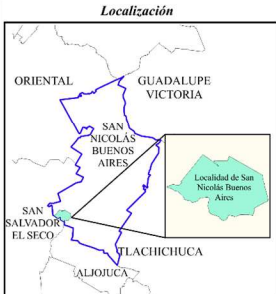 Localización
ORIENTAL
GUADALUPE
VICTORIA
SAN
NICOLÁS
BUENOS
AIRES
Localidad de San
Nicolás Buenos
Aires
SAN
SALVADOR
EL SECO
TLACHICHUCA
ALJOJUCA